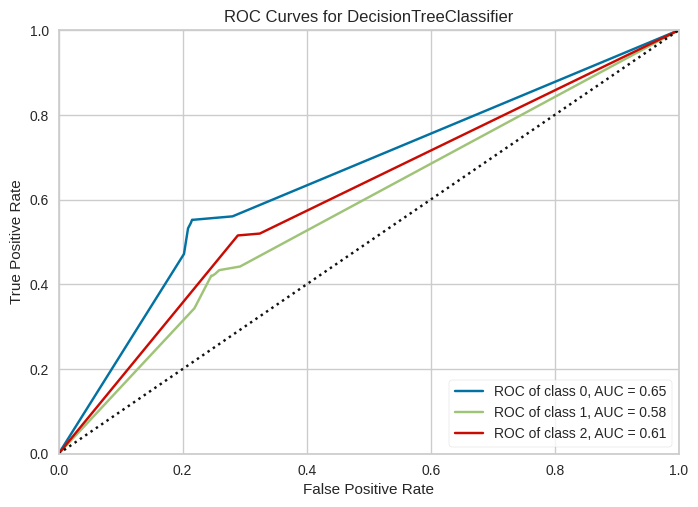 ROC Curves for DecisionTreeClassifier
True Positive Rate
1.0
0.8
0.6
0.4
0.2
0.0
ROC of class 0, AUC = 0.65
ROC of class 1, AUC = 0.58
ROC of class 2, AUC = 0.61
0.0 0.2 0.4 0.6 0.8 1.0
False Positive Rate